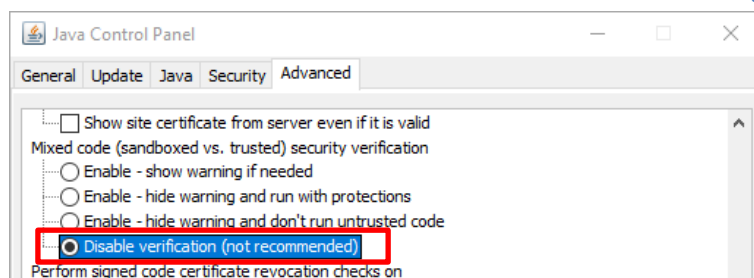 Java Control Panel
General Update Java Security Advanced
Show site certificate from server even if it is valid
Mixed code (sandboxed vs. trusted) security verification
Enable - show warning if needed
Enable - hide warning and run with protections
Enable - hide warning and don't run untrusted code
Disable verification (not recommended)
Perform signed code certificate revocation checks on